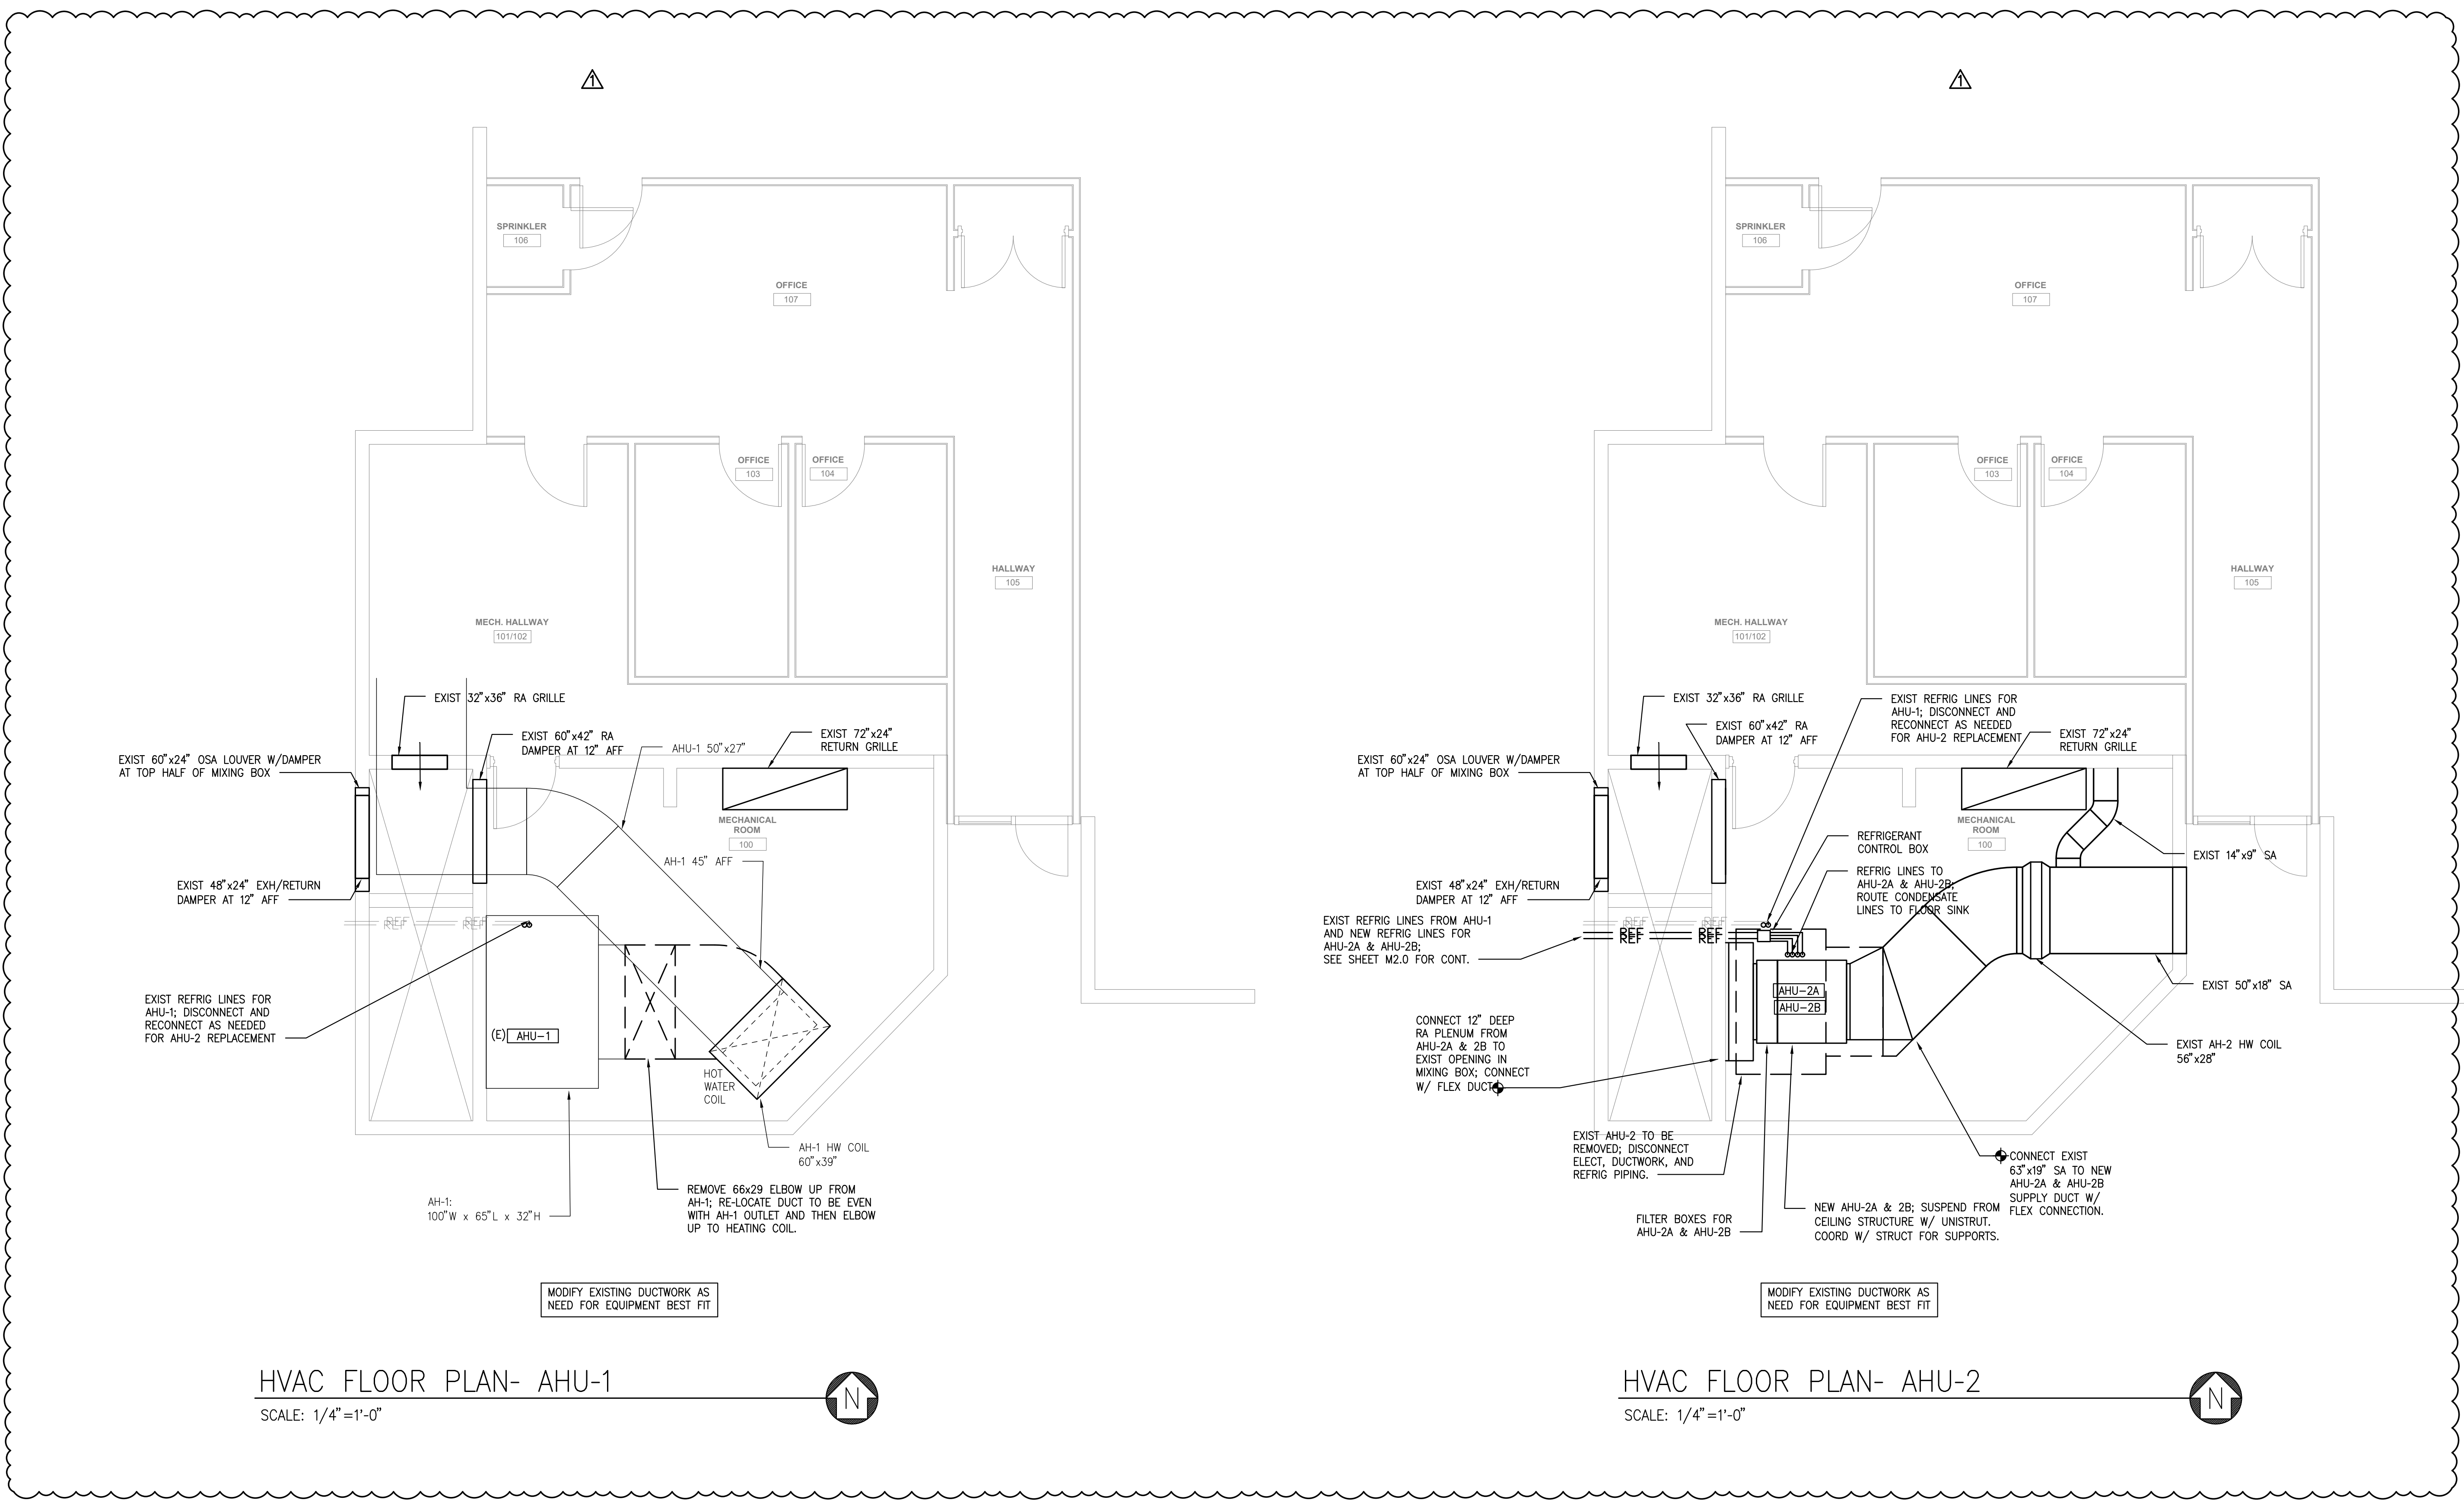 1
SPRINKLER
106
OFFICE
107
OFFICE
103
OFFICE
104
HALLWAY
105
MECH. HALLWAY
101/102
EXIST 32"x36" RA GRILLE
EXIST 60"x42" RA
DAMPER AT 12" AFF
AHU-1 50"x27"
EXIST 72"x24"
RETURN GRILLE
EXIST 60"x24" OSA LOUVER W/DAMPER
AT TOP HALF OF MIXING BOX
MECHANICAL
ROOM
100
AH-1 45" AFF
EXIST 48"x24" EXH/RETURN
DAMPER AT 12" AFF
REF
REF
EXIST REFRIG LINES FOR
AHU-1; DISCONNECT AND
RECONNECT AS NEEDED
FOR AHU-2 REPLACEMENT
(E) AHU-1
HOT
WATER
COIL
AH-1 HW COIL
60"x39"
AH-1:
100"W x 65"L x 32"H
REMOVE 66x29 ELBOW UP FROM
AH-1; RE-LOCATE DUCT TO BE EVEN
WITH AH-1 OUTLET AND THEN ELBOW
UP TO HEATING COIL.
MODIFY EXISTING DUCTWORK AS
NEED FOR EQUIPMENT BEST FIT
HVAC FLOOR PLAN- AHU-1
N
SCALE: 1/4"=1'-0"
1
SPRINKLER
106
OFFICE
107
OFFICE
103
OFFICE
104
HALLWAY
105
MECH. HALLWAY
101/102
EXIST 32"x36" RA GRILLE
EXIST 60"x42" RA
DAMPER AT 12" AFF
EXIST REFRIG LINES FOR
AHU-1; DISCONNECT AND
RECONNECT AS NEEDED
FOR AHU-2 REPLACEMENT
EXIST 72"x24"
RETURN GRILLE
EXIST 60"x24" OSA LOUVER W/DAMPER
AT TOP HALF OF MIXING BOX
MECHANICAL
ROOM
100
REFRIGERANT
CONTROL BOX
EXIST 14"x9" SA
REFRIG LINES TO
AHU-2A & AHU-2B;
ROUTE CONDENSATE
LINES TO FLOOR SINK
EXIST 48"x24" EXH/RETURN
DAMPER AT 12" AFF
EXIST REFRIG LINES FROM AHU-1
AND NEW REFRIG LINES FOR
AHU-2A & AHU-2B;
SEE SHEET M2.0 FOR CONT.
REF
REF
REF
REF
REF
REF
AHU-2A
AHU-2B
EXIST 50"x18" SA
CONNECT 12" DEEP
RA PLENUM FROM
AHU-2A & 2B TO
EXIST OPENING IN
MIXING BOX; CONNECT
W/ FLEX DUCT
EXIST AH-2 HW COIL
56"x28"
EXIST AHU-2 TO BE
REMOVED; DISCONNECT
ELECT, DUCTWORK, AND
REFRIG PIPING.
CONNECT EXIST
63"x19" SA TO NEW
AHU-2A & AHU-2B
SUPPLY DUCT W/
FLEX CONNECTION.
FILTER BOXES FOR
AHU-2A & AHU-2B
NEW AHU-2A & 2B; SUSPEND FROM
CEILING STRUCTURE W/ UNISTRUT.
COORD W/ STRUCT FOR SUPPORTS.
MODIFY EXISTING DUCTWORK AS
NEED FOR EQUIPMENT BEST FIT
HVAC FLOOR PLAN- AHU-2
N
SCALE: 1/4"=1'-0"